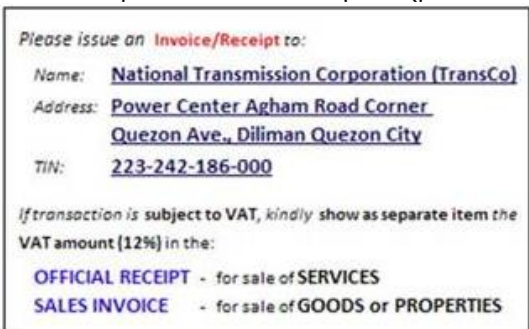 Please issue an Invoice/Receipt to:
Name: National Transmission Corporation (TransCo)
Address: Power Center Agham Road Corner
Quezon Ave., Diliman Quezon City
TIN: 223-242-186-000
If transaction is subject to VAT, kindly show as separate item the
VAT amount (12%) in the:
OFFICIAL RECEIPT - for sale of SERVICES
SALES INVOICE - for sale of GOODS or PROPERTIES